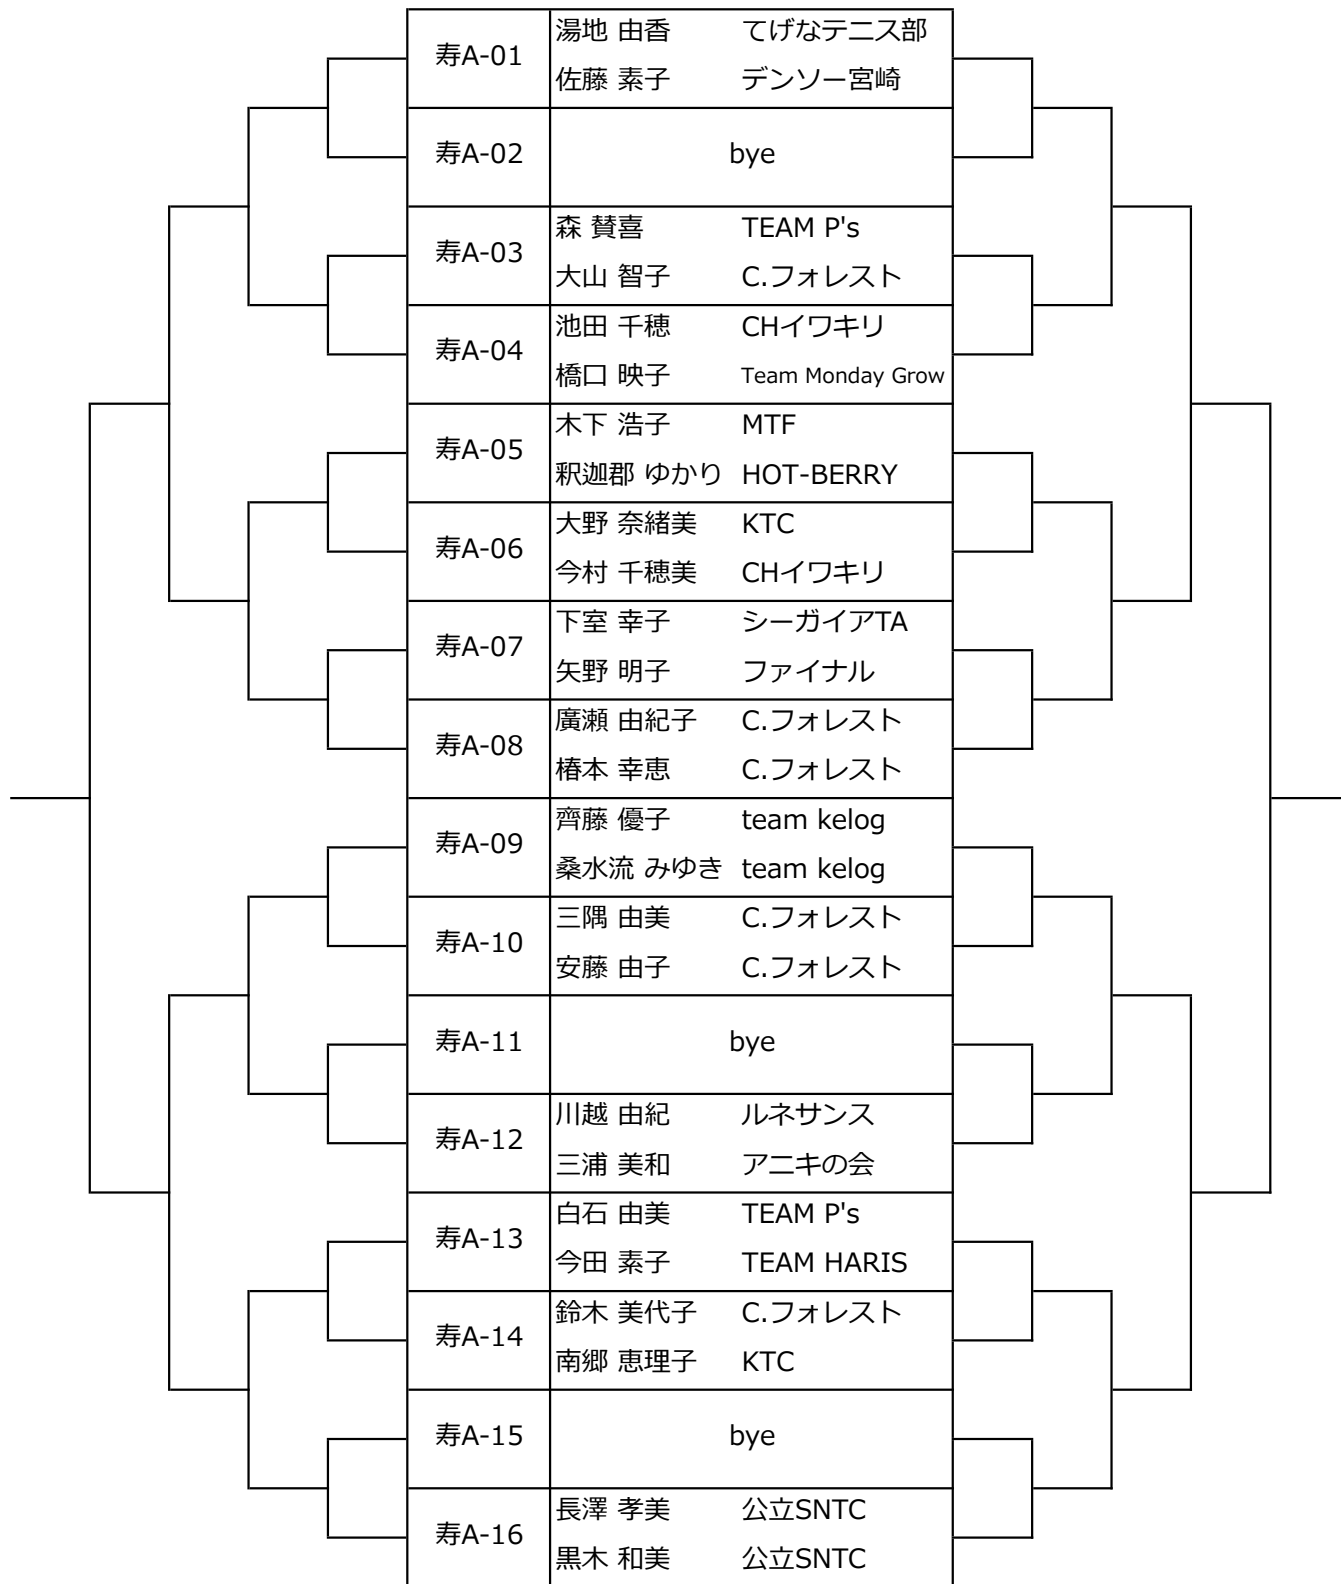 寿A-01
湯地 由香 てげなテニス部
佐藤 素子 デンソー宮崎
寿A-02
bye
寿A-03
森 賛喜 TEAM P's
大山 智子 C.フォレスト
寿A-04
池田 千穂 CHイワキリ
橋口 映子 Team Monday Grow
寿A-05
木下 浩子 MTF
釈迦郡 ゆかり HOT-BERRY
寿A-06
大野 奈緒美 KTC
今村 千穂美 CHイワキリ
寿A-07
下室 幸子 シーガイアTA
矢野 明子 ファイナル
寿A-08
廣瀬 由紀子 C.フォレスト
椿本 幸恵 C.フォレスト
寿A-09
齊藤 優子 team kelog
桑水流 みゆき team kelog
寿A-10
三隅 由美 C.フォレスト
安藤 由子 C.フォレスト
寿A-11
bye
寿A-12
川越 由紀 ルネサンス
三浦 美和 アニキの会
寿A-13
白石 由美 TEAM P's
今田 素子 TEAM HARIS
寿A-14
鈴木 美代子 C.フォレスト
南郷 恵理子 KTC
寿A-15
bye
寿A-16
長澤 孝美 公立SNTC
黒木 和美 公立SNTC